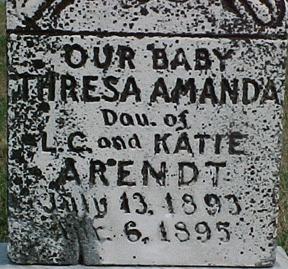 OUR BABY
THRESA AMANDA
Dau. of
L.C. and KATIE
ARENDT
July 13, 1893
6, 1895